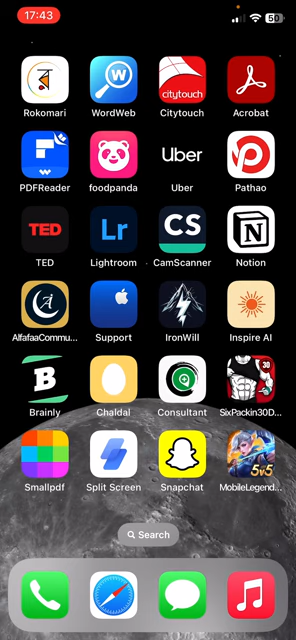 17:43
50
র
W
citytouch
Rokomari
WordWeb
Citytouch
Acrobat
Uber
PDFReader
foodpanda
Uber
Pathao
TED
Lr
CS
N
TED
Lightroom
CamScanner
Notion
A
AlfafaaCommu...
Support
IronWill
Inspire AI
B
30
Brainly
Chaldal
Consultant
SixPackin30D...
5v5
Smallpdf
Split Screen
Snapchat
MobileLegend...
Search